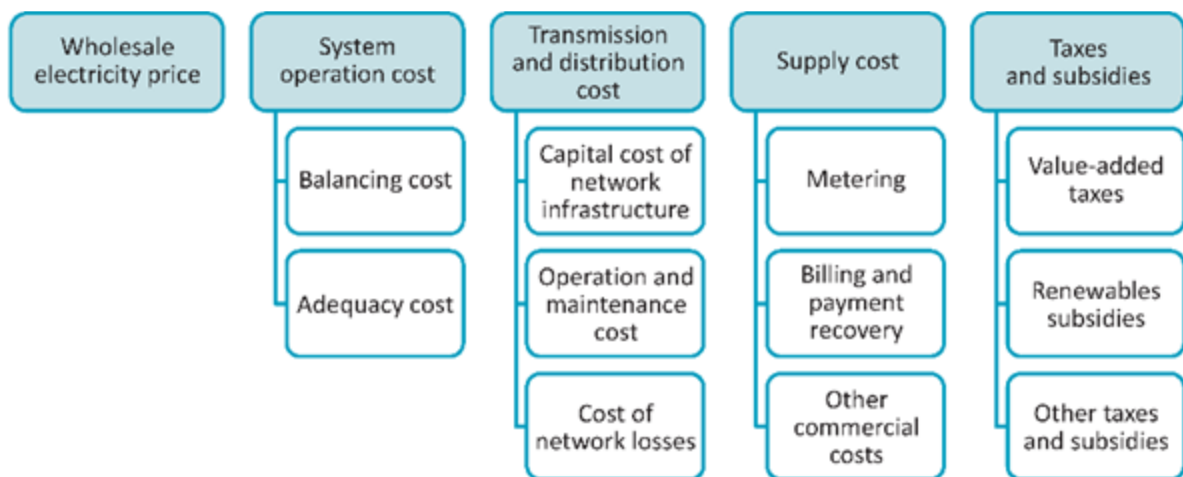 Wholesale
electricity price
System
operation cost
Balancing cost
Adequacy cost
Transmission
and distribution
cost
Capital cost of
network
infrastructure
Operation and
maintenance
cost
Cost of
network losses
Supply cost
Metering
Billing and
payment
recovery
Other
commercial
costs
Taxes
and subsidies
Value-added
taxes
Renewables
subsidies
Other taxes
and subsidies